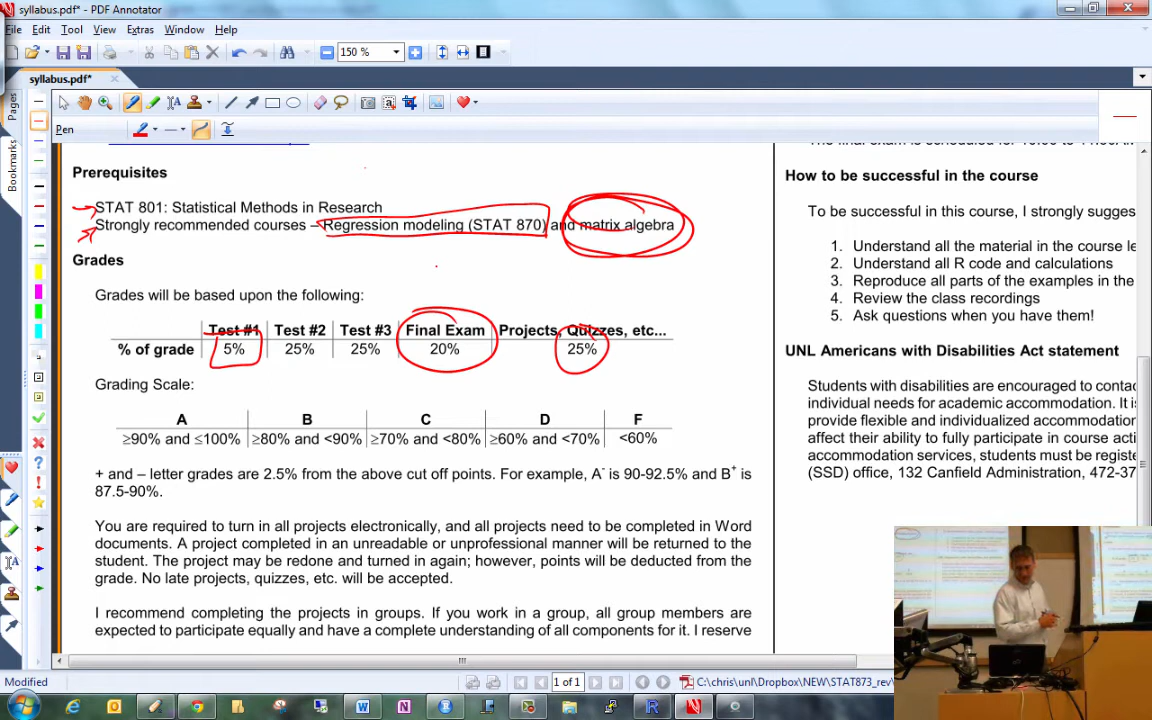 syllabus.pdf* - PDF Annotator
File Edit Tool View Extras Window Help
150 %
syllabus.pdf*
Pen
Pages
Bookmarks
Prerequisites
STAT 801: Statistical Methods in Research
Strongly recommended courses – Regression modeling (STAT 870) and matrix algebra
Grades
Grades will be based upon the following:
Test #1 Test #2 Test #3 Final Exam Projects, Quizzes, etc...
% of grade 5% 25% 25% 20% 25%
Grading Scale:
A B C D F
≥90% and ≤100% ≥80% and <90% ≥70% and <80% ≥60% and <70% <60%
+ and – letter grades are 2.5% from the above cut off points. For example, A- is 90-92.5% and B+ is
87.5-90%.
You are required to turn in all projects electronically, and all projects need to be completed in Word
documents. A project completed in an unreadable or unprofessional manner will be returned to the
student. The project may be redone and turned in again; however, points will be deducted from the
grade. No late projects, quizzes, etc. will be accepted.
I recommend completing the projects in groups. If you work in a group, all group members are
expected to participate equally and have a complete understanding of all components for it. I reserve
How to be successful in the course
To be successful in this course, I strongly sugges
1. Understand all the material in the course le
2. Understand all R code and calculations
3. Reproduce all parts of the examples in the
4. Review the class recordings
5. Ask questions when you have them!
UNL Americans with Disabilities Act statement
Students with disabilities are encouraged to contac
individual needs for academic accommodation. It is
provide flexible and individualized accommodation
affect their ability to fully participate in course acti
accommodation services, students must be registe
(SSD) office, 132 Canfield Administration, 472-37
Modified
1 of 1
C:\chris\unl\Dropbox\NEW\STAT873_rev\